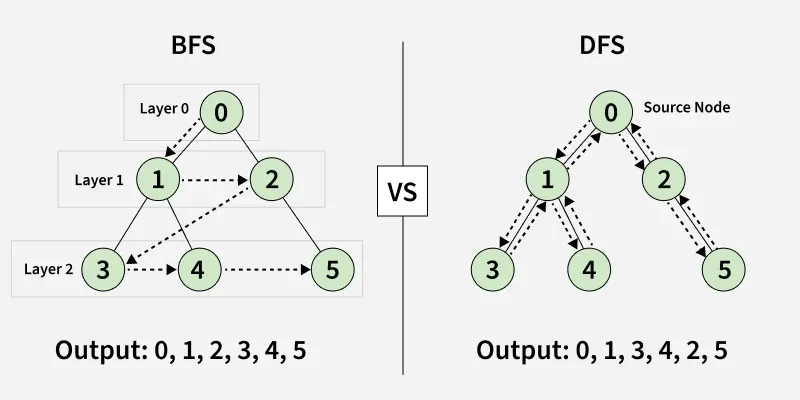 BFS
Layer 0
0
Layer 1
1
2
Layer 2
3
4
5
Output: 0, 1, 2, 3, 4, 5
VS
DFS
0
Source Node
1
2
3
4
5
Output: 0, 1, 3, 4, 2, 5